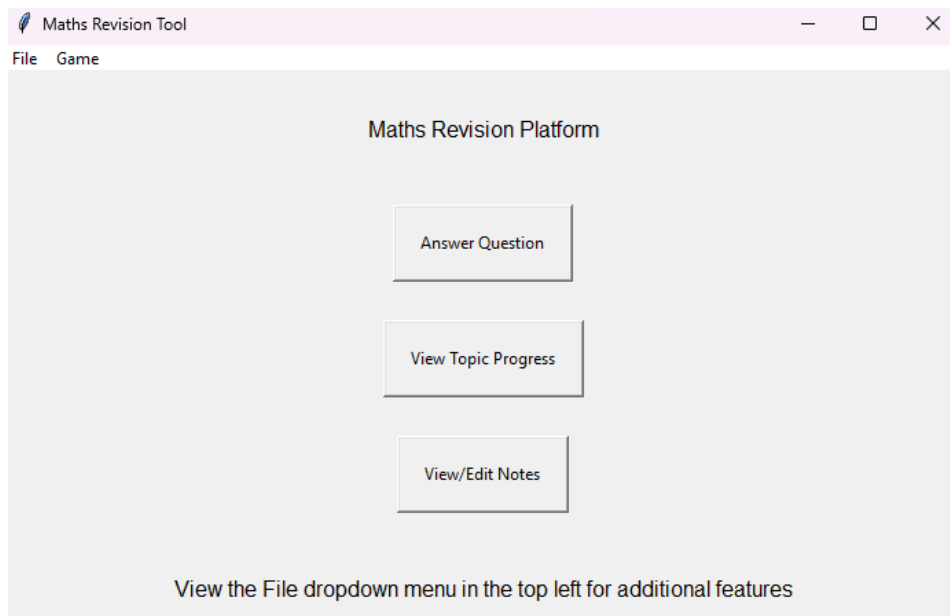 Maths Revision Tool
File Game
Maths Revision Platform
Answer Question
View Topic Progress
View/Edit Notes
View the File dropdown menu in the top left for additional features